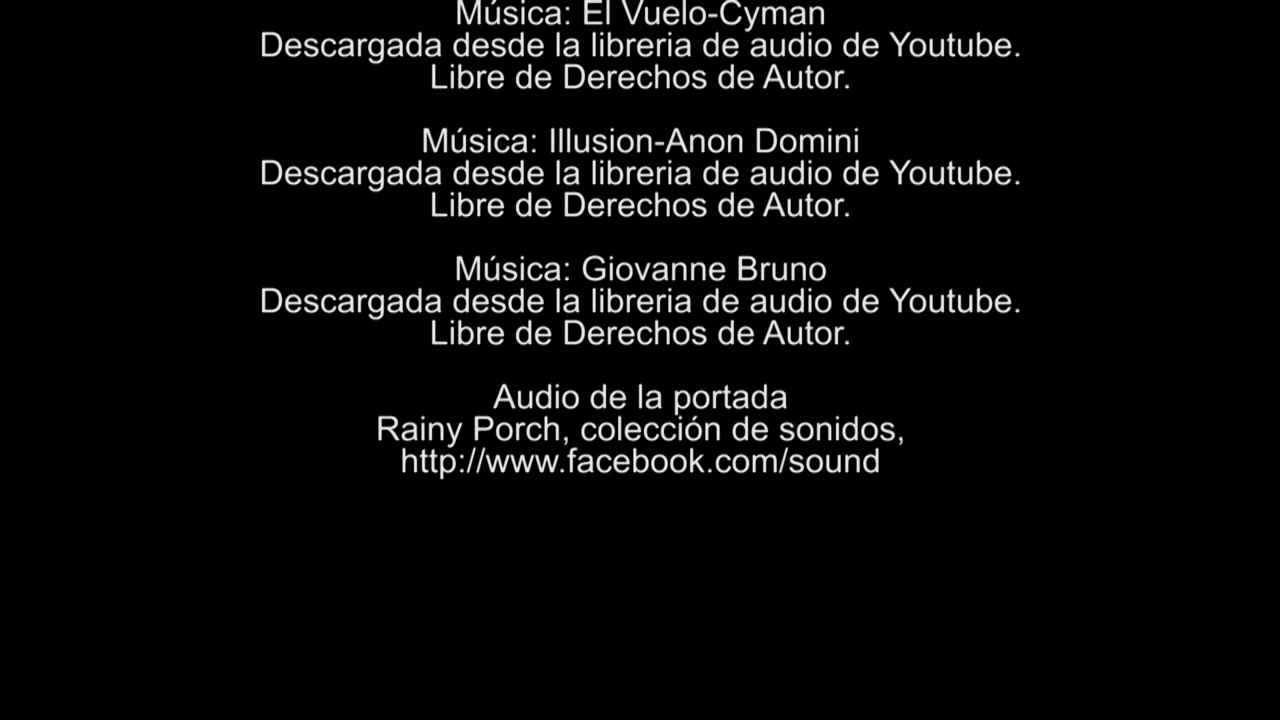 Música: El Vuelo-Cyman
Descargada desde la libreria de audio de Youtube.
Libre de Derechos de Autor.
Música: Illusion-Anon Domini
Descargada desde la libreria de audio de Youtube.
Libre de Derechos de Autor.
Música: Giovanne Bruno
Descargada desde la libreria de audio de Youtube.
Libre de Derechos de Autor.
Audio de la portada
Rainy Porch, colección de sonidos,
http://www.facebook.com/sound